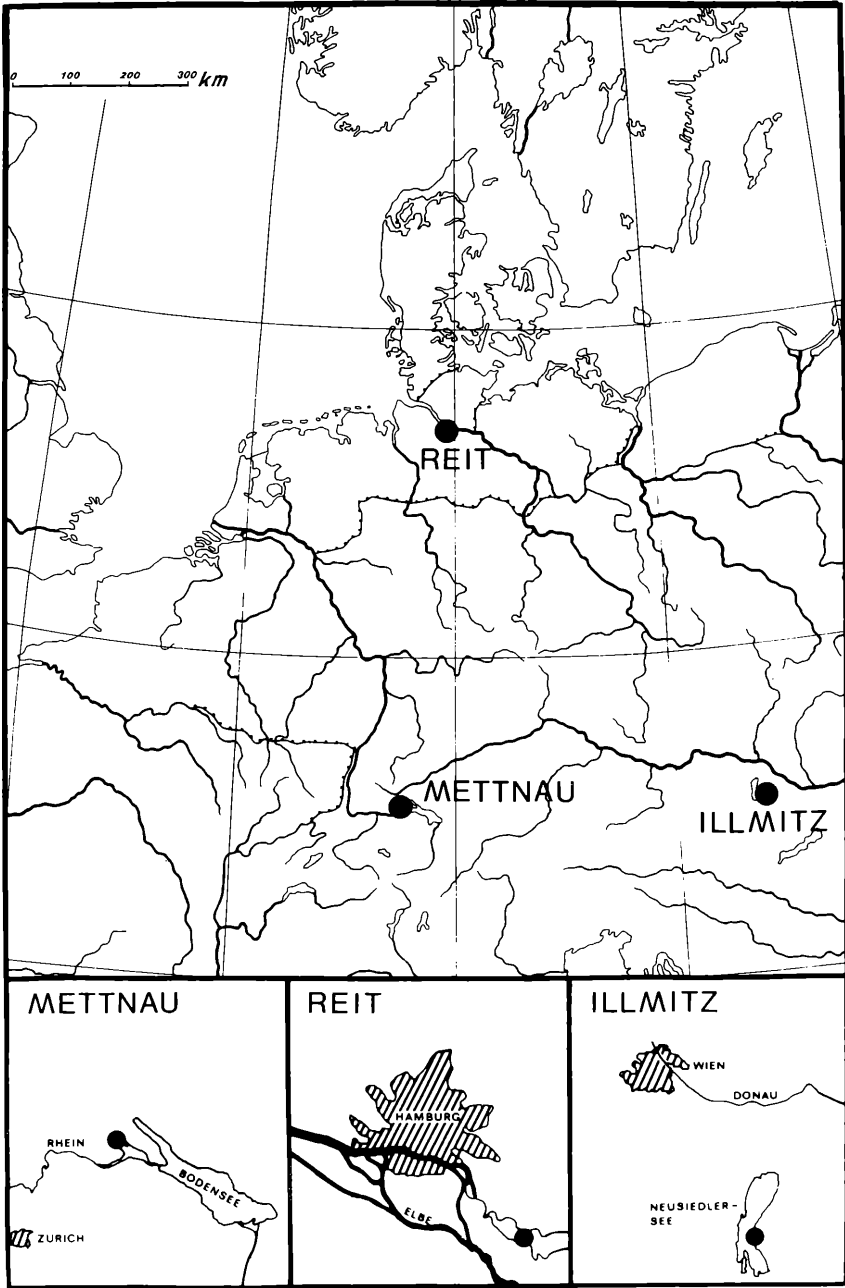 0 100 200 300 km
REIT
METTNAU
ILLMITZ
METTNAU
RHEIN
BODENSEE
ZURICH
REIT
HAMBURG
ELBE
ILLMITZ
WIEN
DONAU
NEUSIEDLER-
SEE